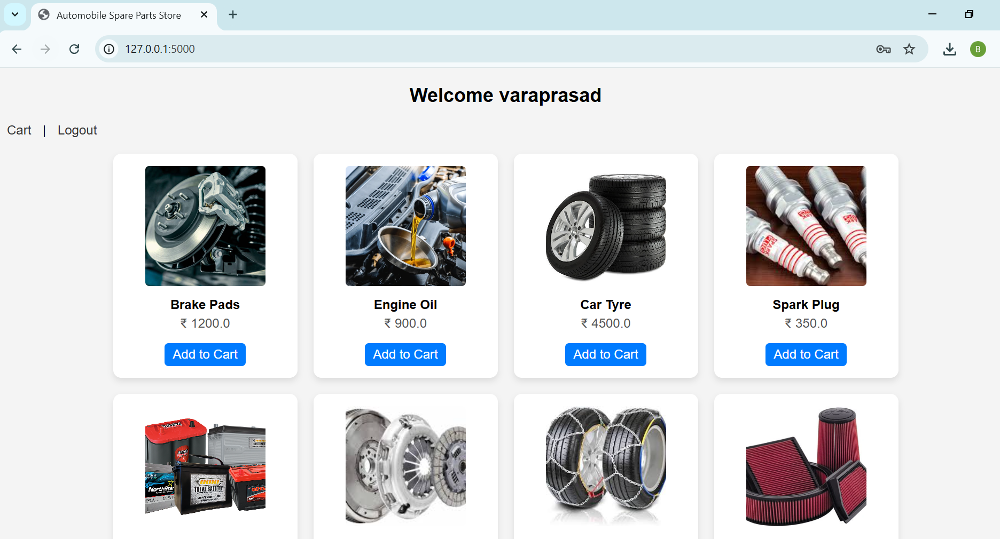 Automobile Spare Parts Store
127.0.0.1:5000
B
Welcome varaprasad
Cart | Logout
Brake Pads
₹ 1200.0
Add to Cart
Engine Oil
₹ 900.0
Add to Cart
Car Tyre
₹ 4500.0
Add to Cart
Spark Plug
₹ 350.0
Add to Cart
OPTIMA
NorthStar
TOTAL BATTERY